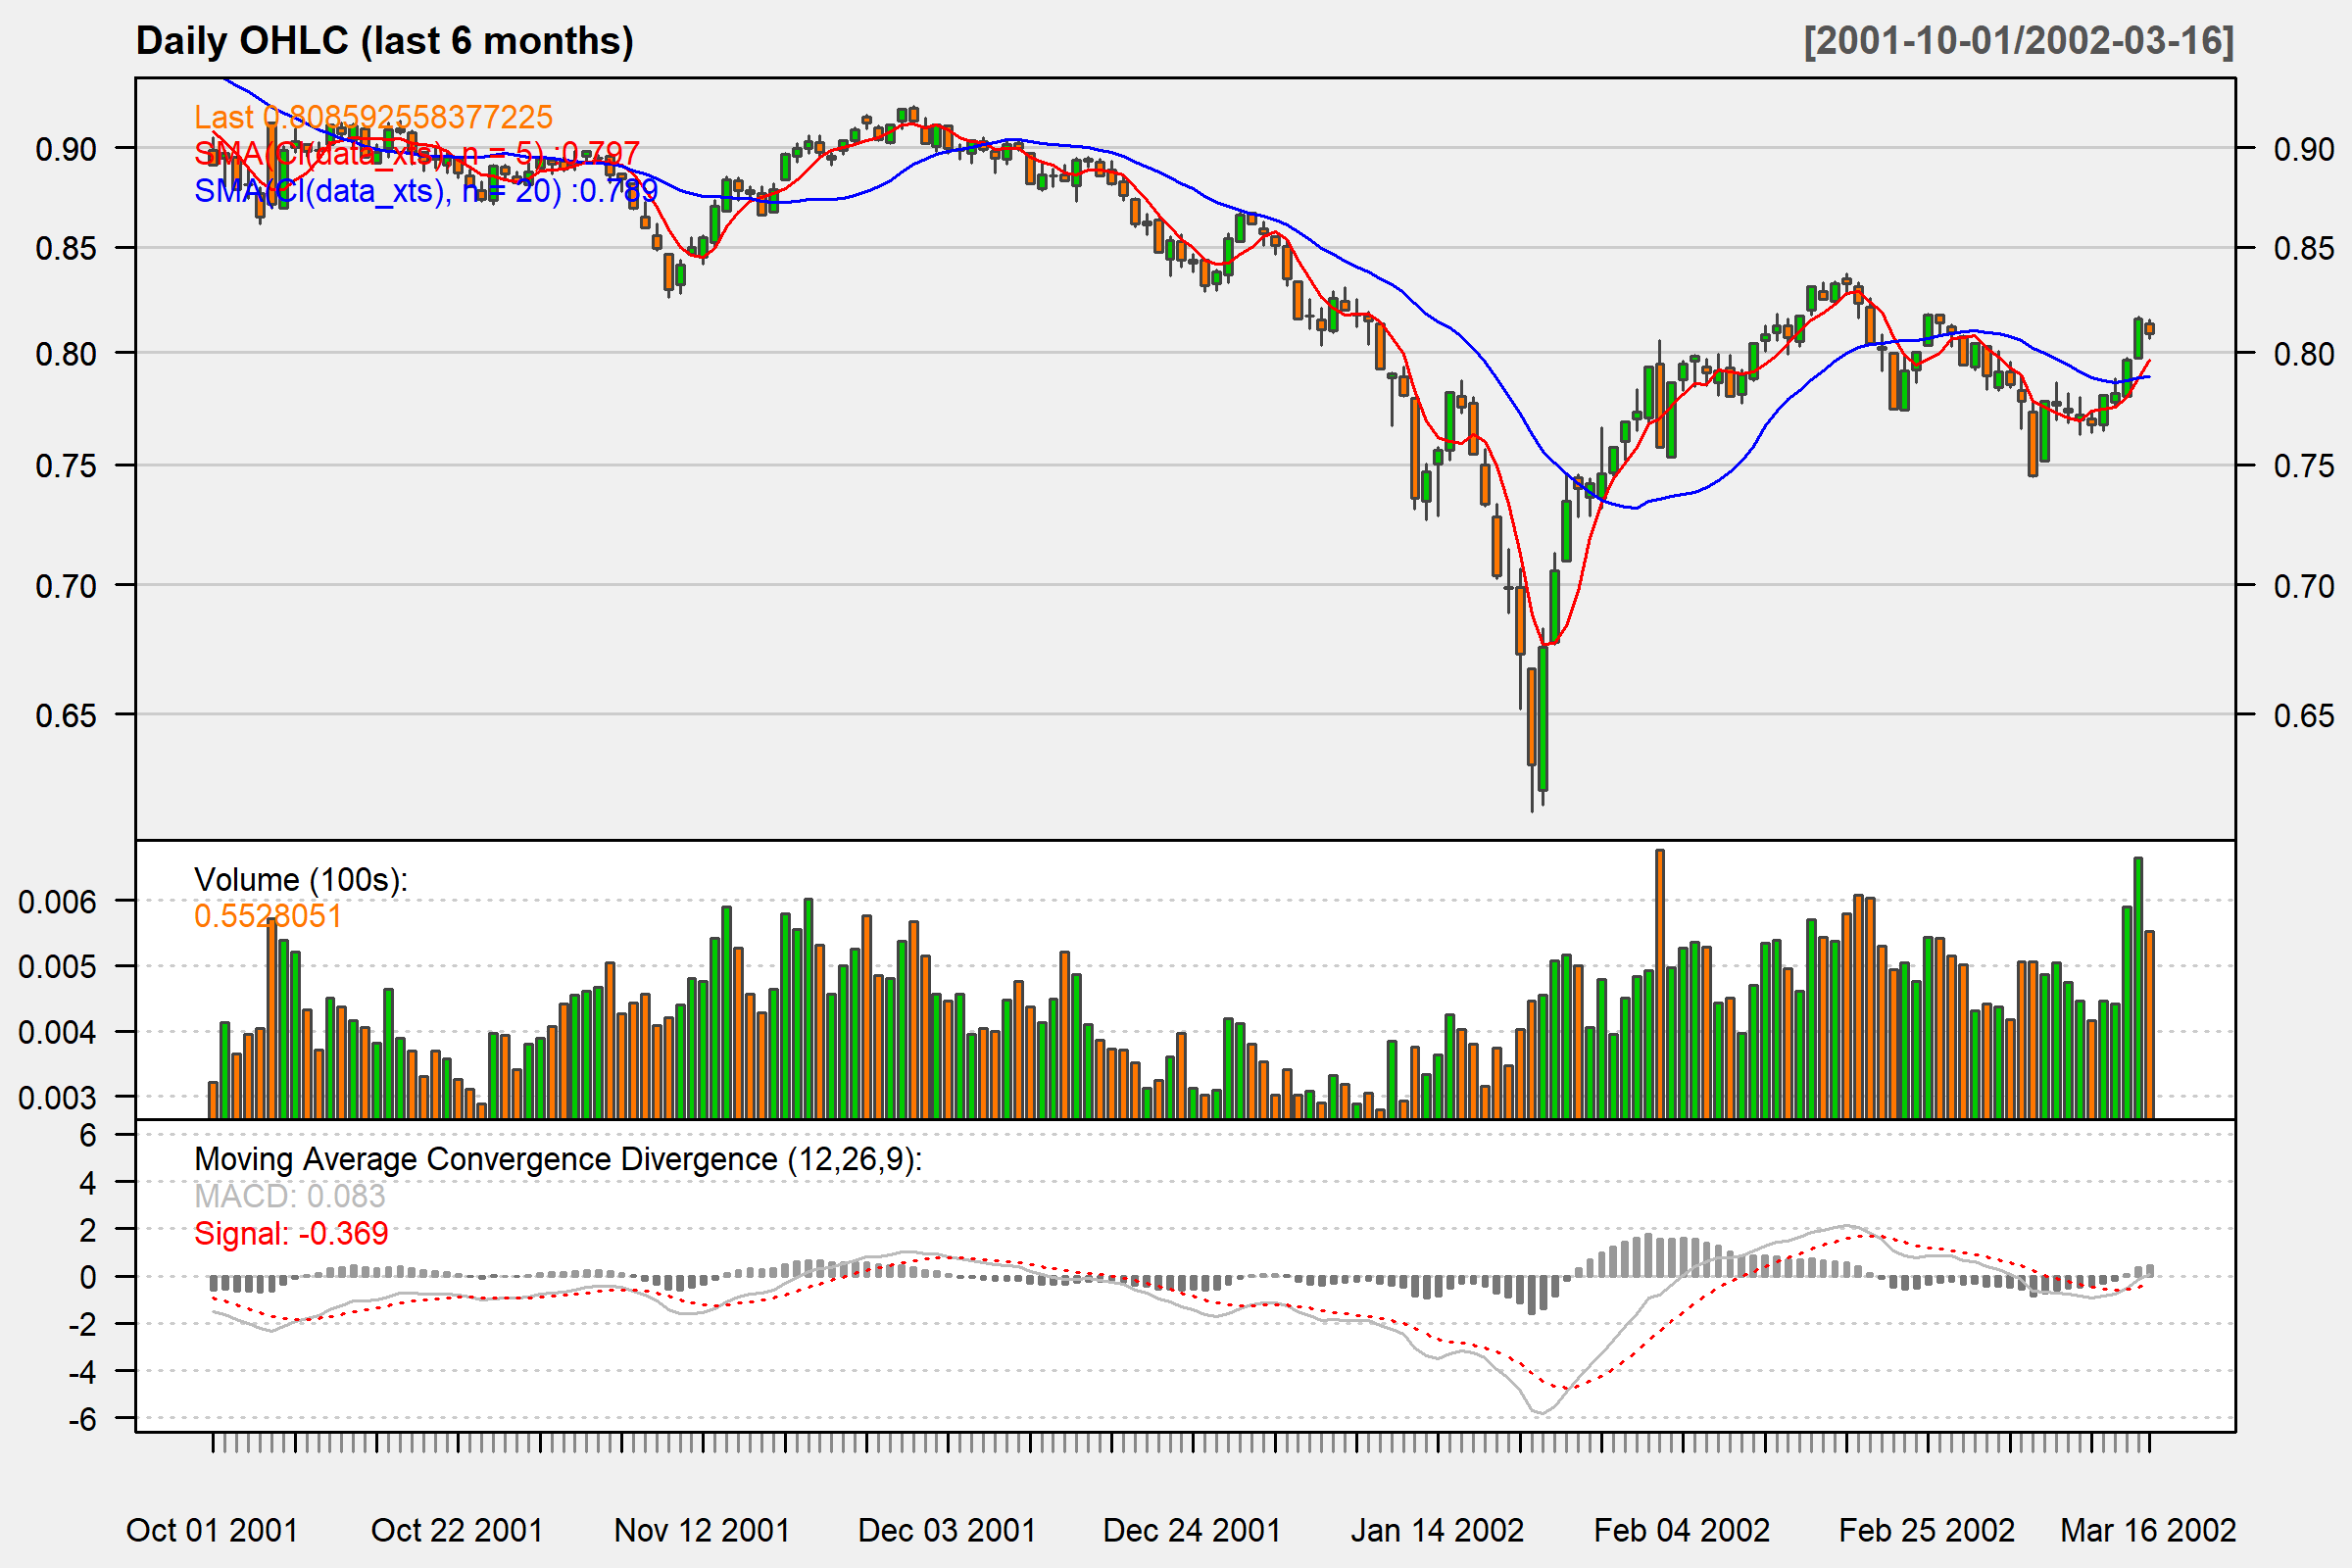 Daily OHLC (last 6 months)
[2001-10-01/2002-03-16]
Last 0.808592558377225
SMA(Cl(data_xts), n = 5) :0.797
SMA(Cl(data_xts), n = 20) :0.789
0.90
0.85
0.80
0.75
0.70
0.65
0.90
0.85
0.80
0.75
0.70
0.65
Volume (100s):
0.5528051
0.006
0.005
0.004
0.003
Moving Average Convergence Divergence (12,26,9):
MACD: 0.083
Signal: -0.369
6
4
2
0
-2
-4
-6
Oct 01 2001
Oct 22 2001
Nov 12 2001
Dec 03 2001
Dec 24 2001
Jan 14 2002
Feb 04 2002
Feb 25 2002
Mar 16 2002